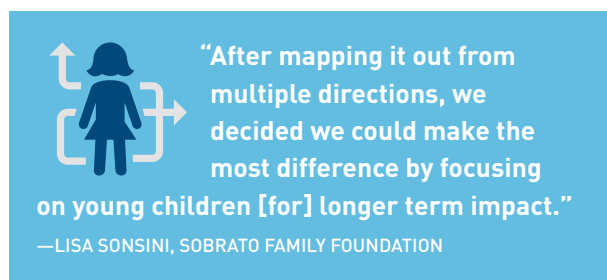 “After mapping it out from
multiple directions, we
decided we could make the
most difference by focusing
on young children [for] longer term impact.”
—LISA SONSINI, SOBRATO FAMILY FOUNDATION